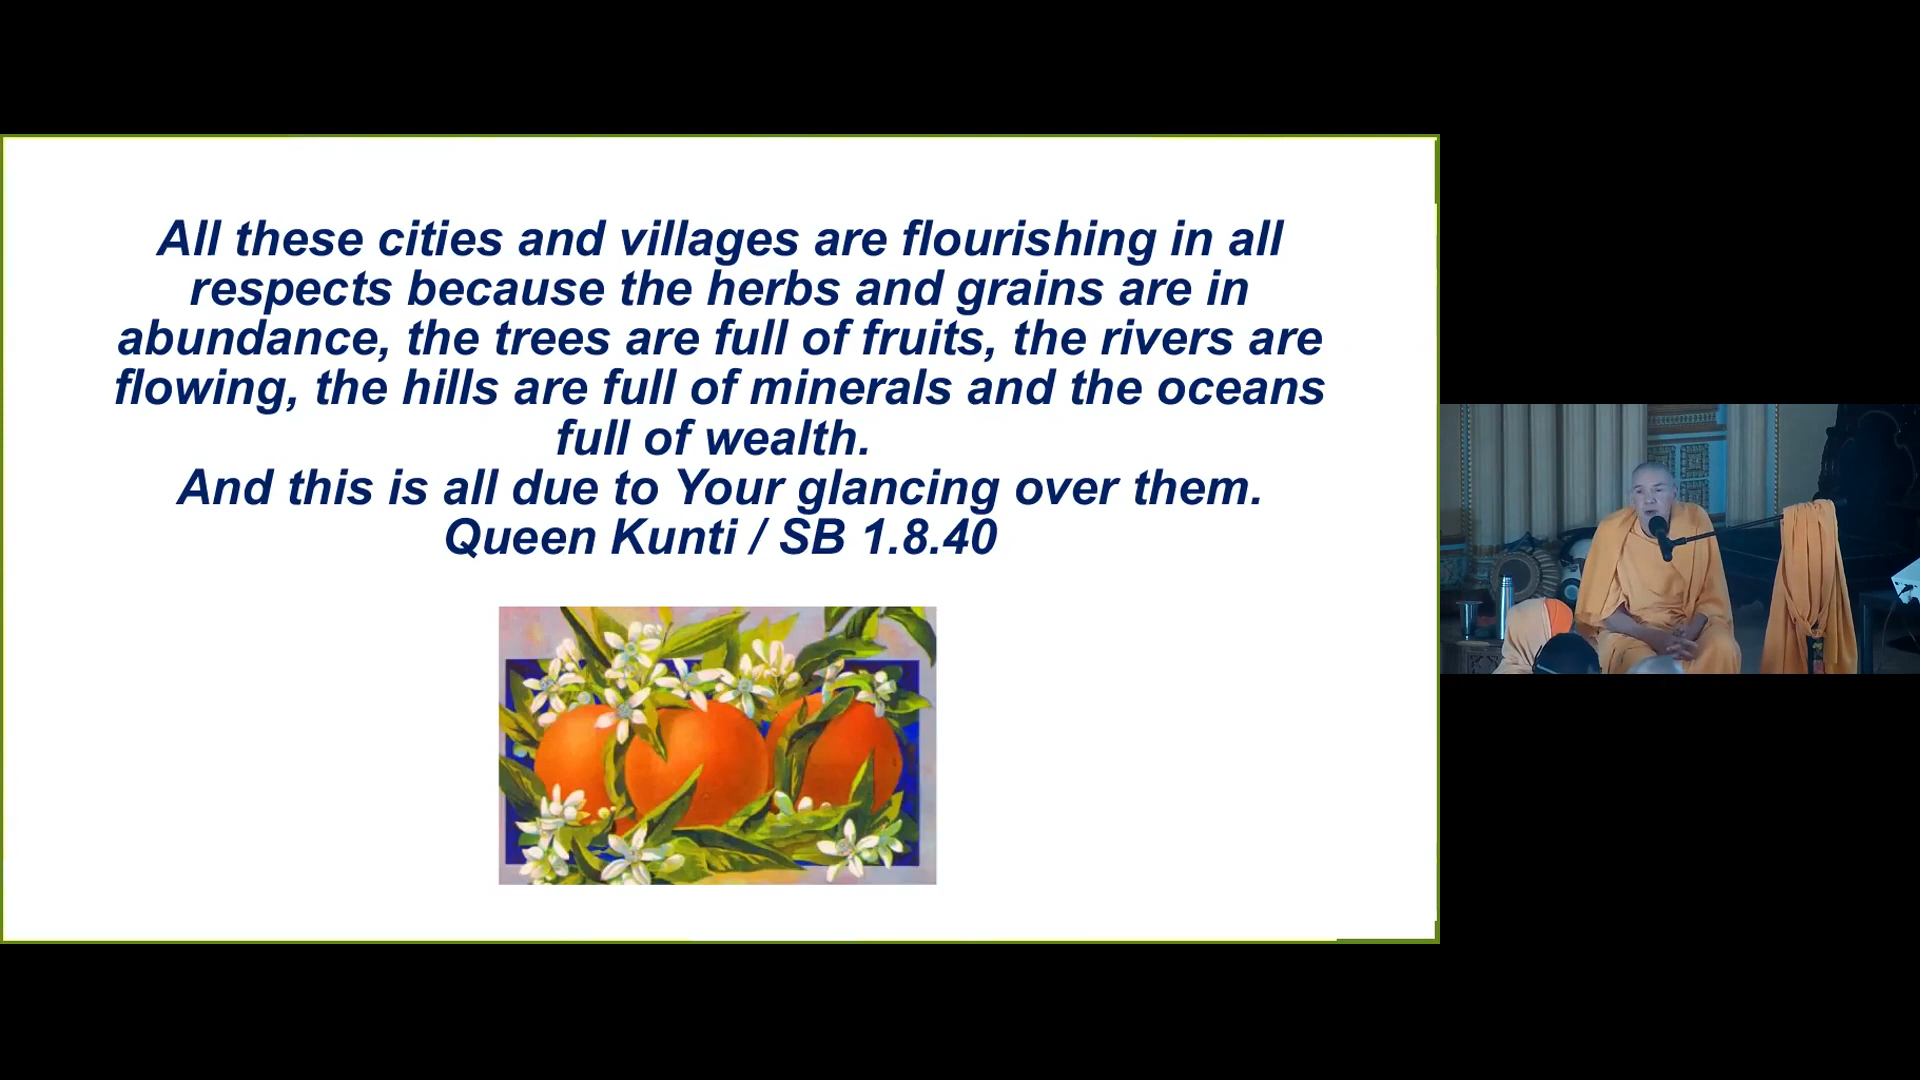 All these cities and villages are flourishing in all
respects because the herbs and grains are in
abundance, the trees are full of fruits, the rivers are
flowing, the hills are full of minerals and the oceans
full of wealth.
And this is all due to Your glancing over them.
Queen Kunti / SB 1.8.40